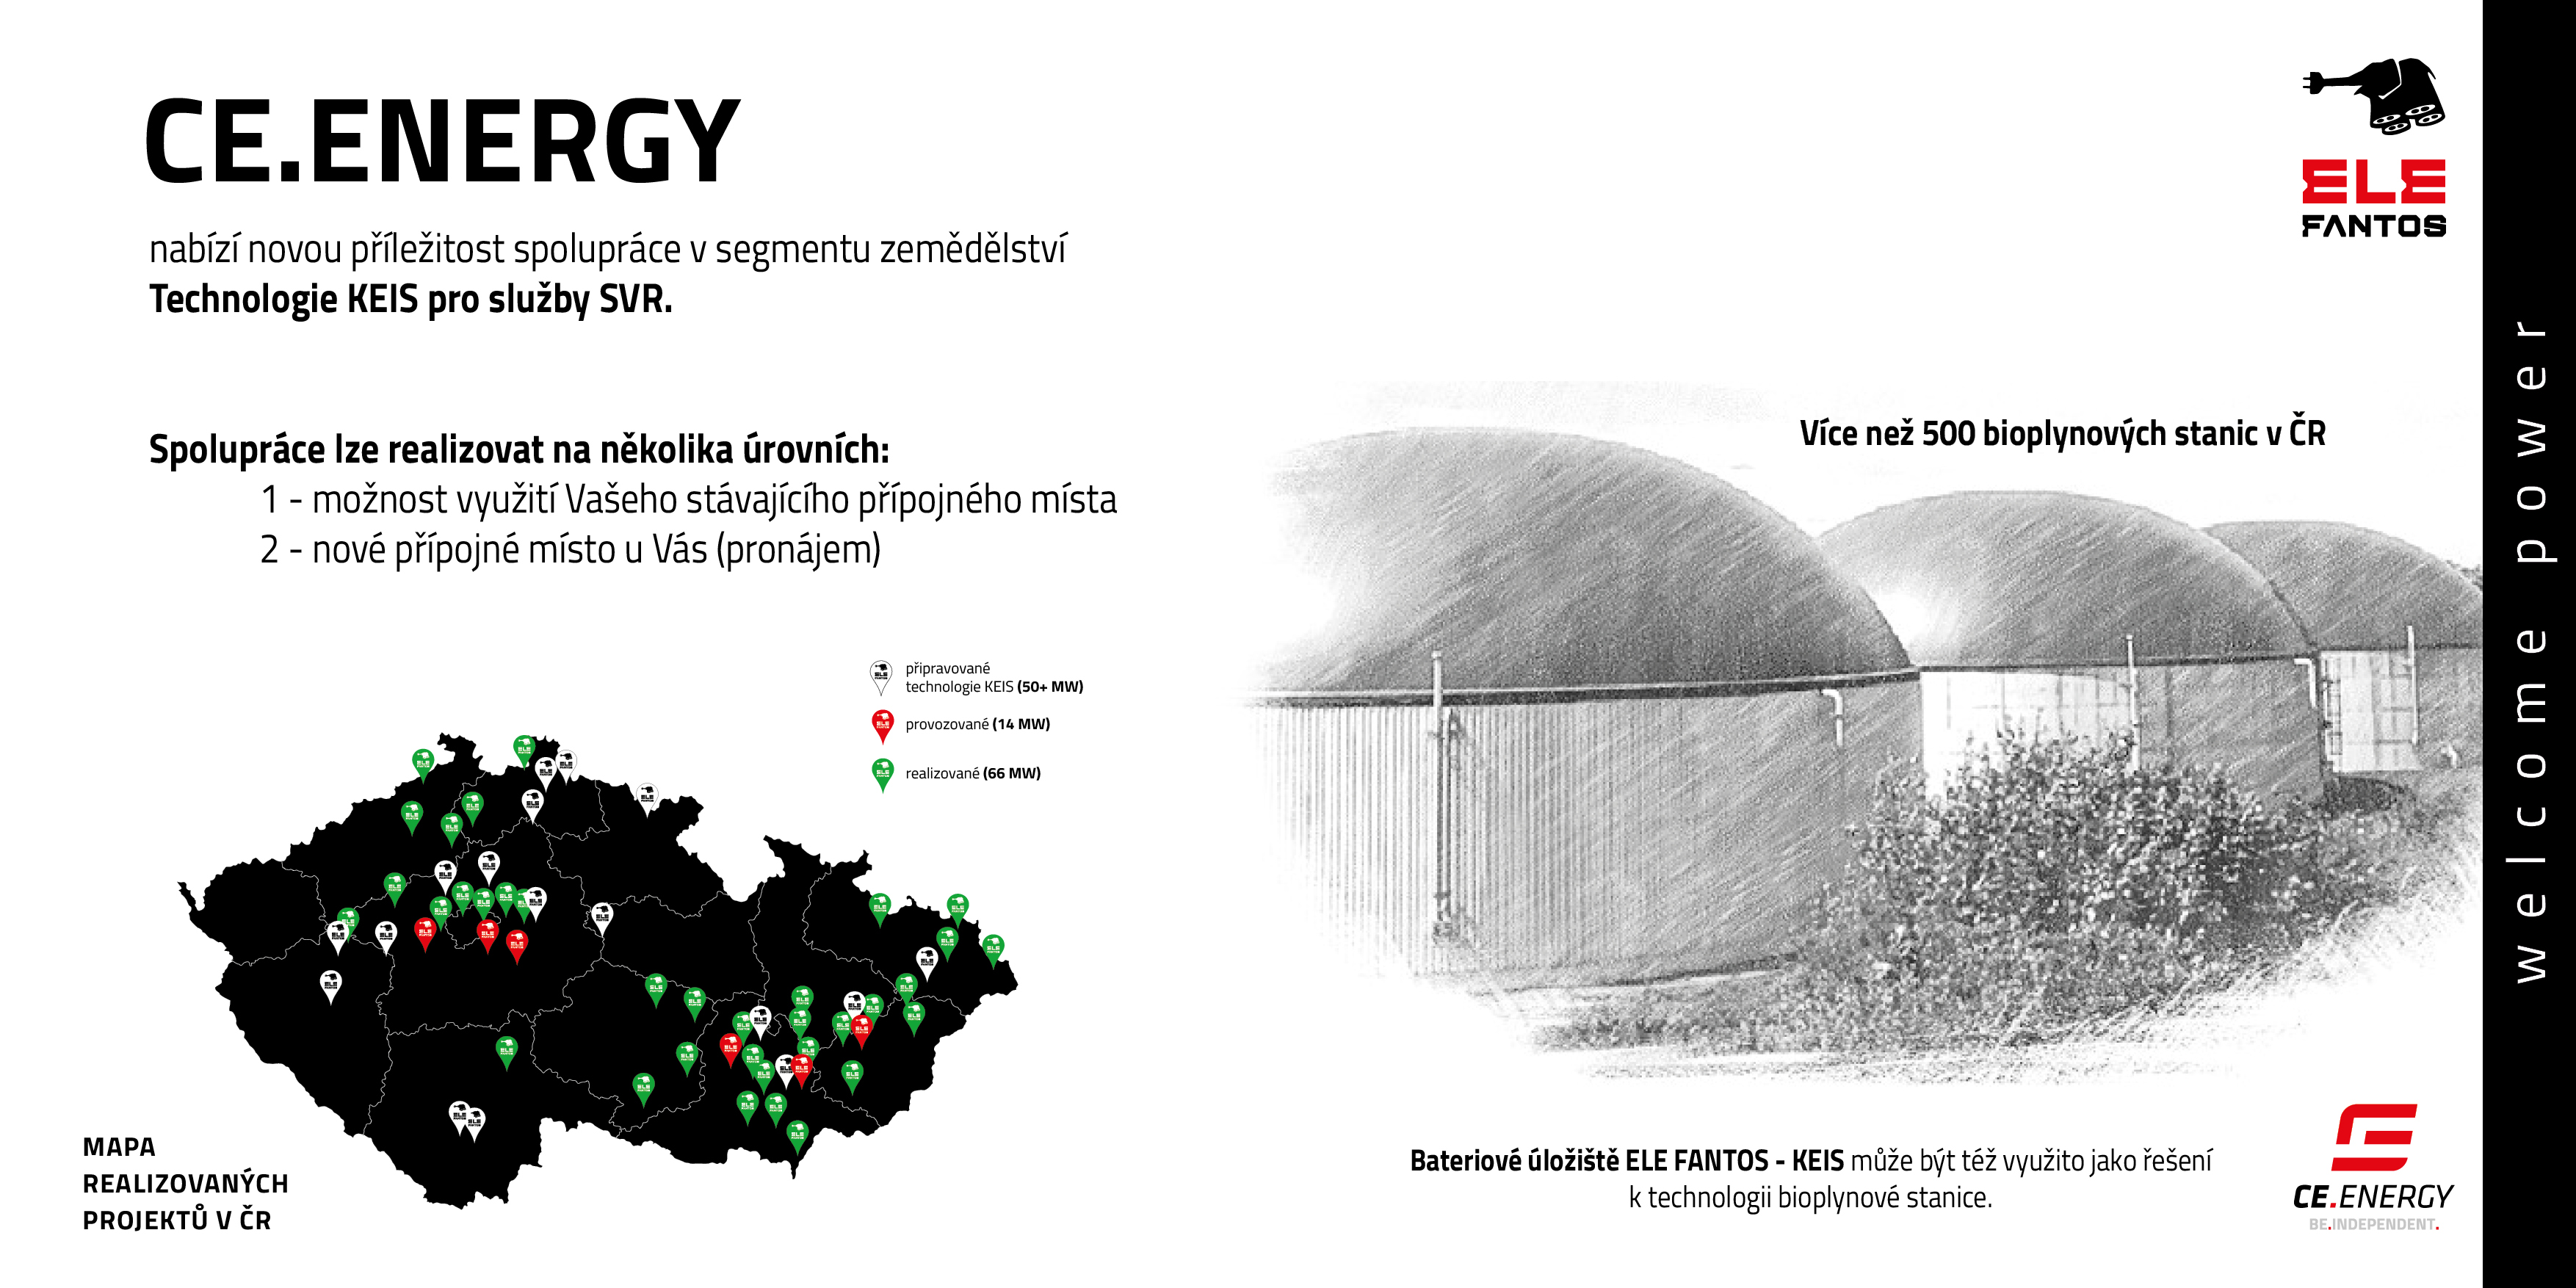 CE.ENERGY
nabízí novou příležitost spolupráce v segmentu zemědělství
Technologie KEIS pro služby SVR.
Spolupráce lze realizovat na několika úrovních:
1 - možnost využití Vašeho stávajícího přípojného místa
2 - nové přípojné místo u Vás (pronájem)
připravované
technologie KEIS (50+ MW)
provozované (14 MW)
realizované (66 MW)
MAPA
REALIZOVANÝCH
PROJEKTŮ V ČR
ELE
FANTOS
Více než 500 bioplynových stanic v ČR
Bateriové úložiště ELE FANTOS - KEIS může být též využito jako řešení
k technologii bioplynové stanice.
CE.ENERGY
BE.INDEPENDENT.
welcome power